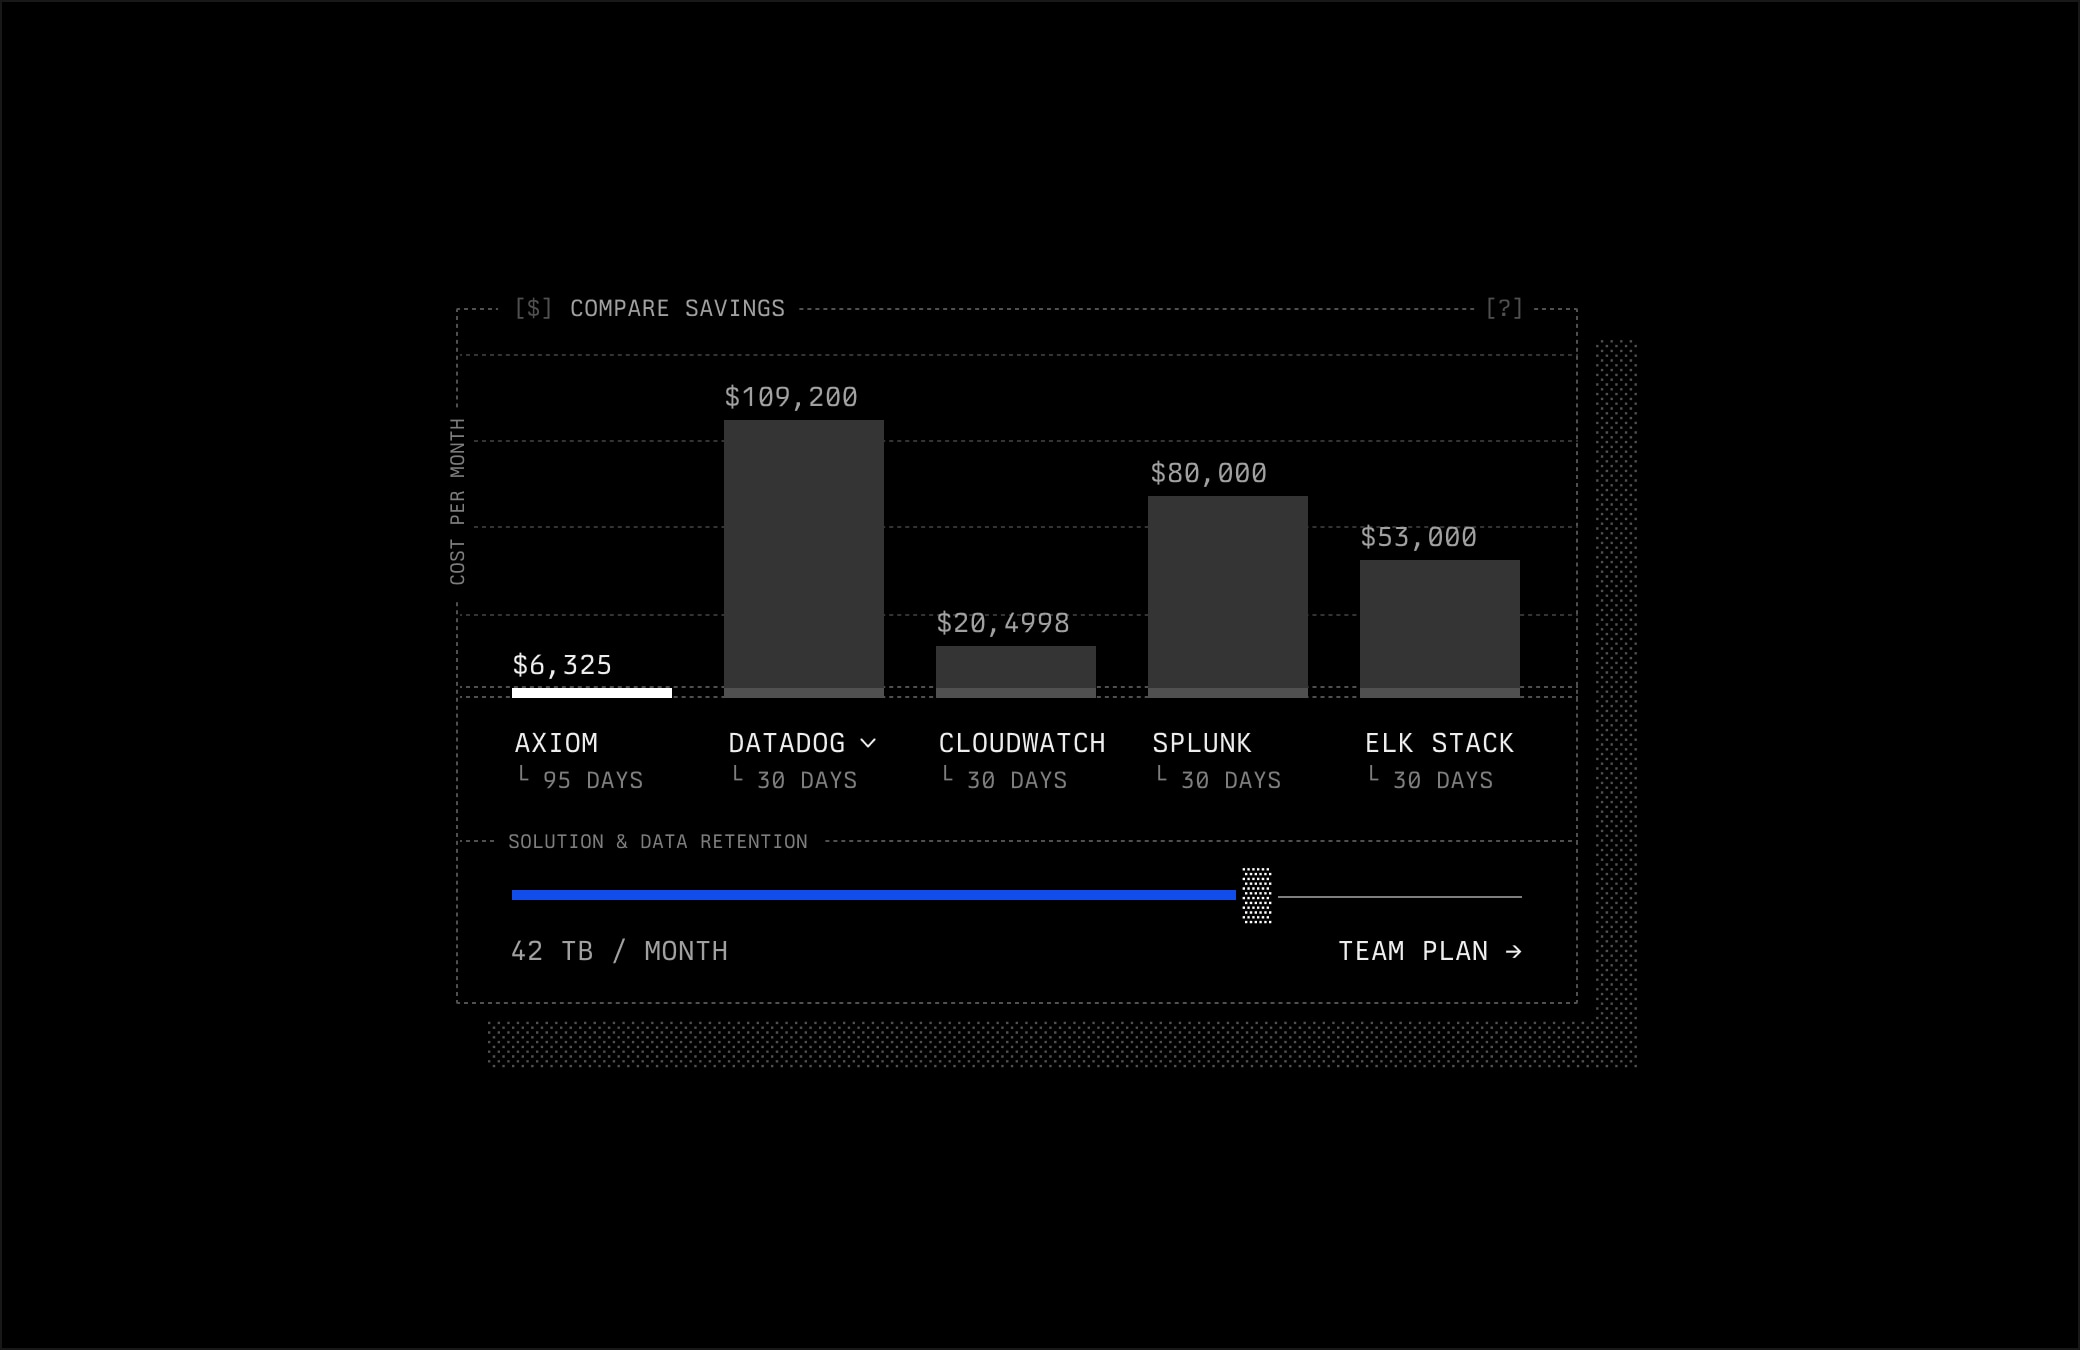 [$] COMPARE SAVINGS
[?]
COST PER MONTH
$109,200
$80,000
$53,000
$20,4998
$6,325
AXIOM
└ 95 DAYS
DATADOG
└ 30 DAYS
CLOUDWATCH
└ 30 DAYS
SPLUNK
└ 30 DAYS
ELK STACK
└ 30 DAYS
SOLUTION & DATA RETENTION
42 TB / MONTH
TEAM PLAN →